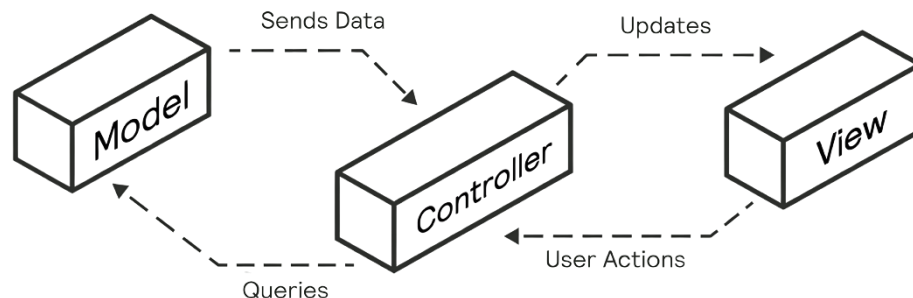 Sends Data
Updates
Model
Controller
View
User Actions
Queries